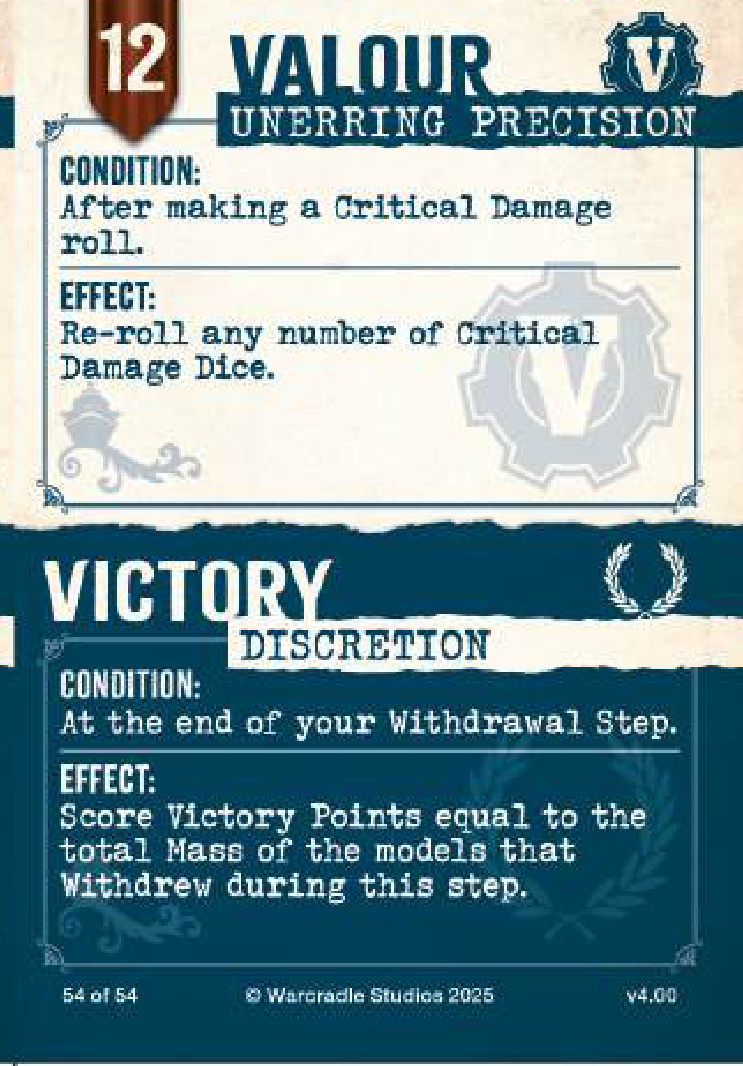 12
VALOUR
V
UNERRING PRECISION
CONDITION:
After making a Critical Damage
roll.
EFFECT:
Re-roll any number of Critical
Damage Dice.
V
VICTORY
DISCRETION
CONDITION:
At the end of your Withdrawal Step.
EFFECT:
Score Victory Points equal to the
total Mass of the models that
Withdrew during this step.
54 of 54 © Warcradle Studios 2025 v4.00